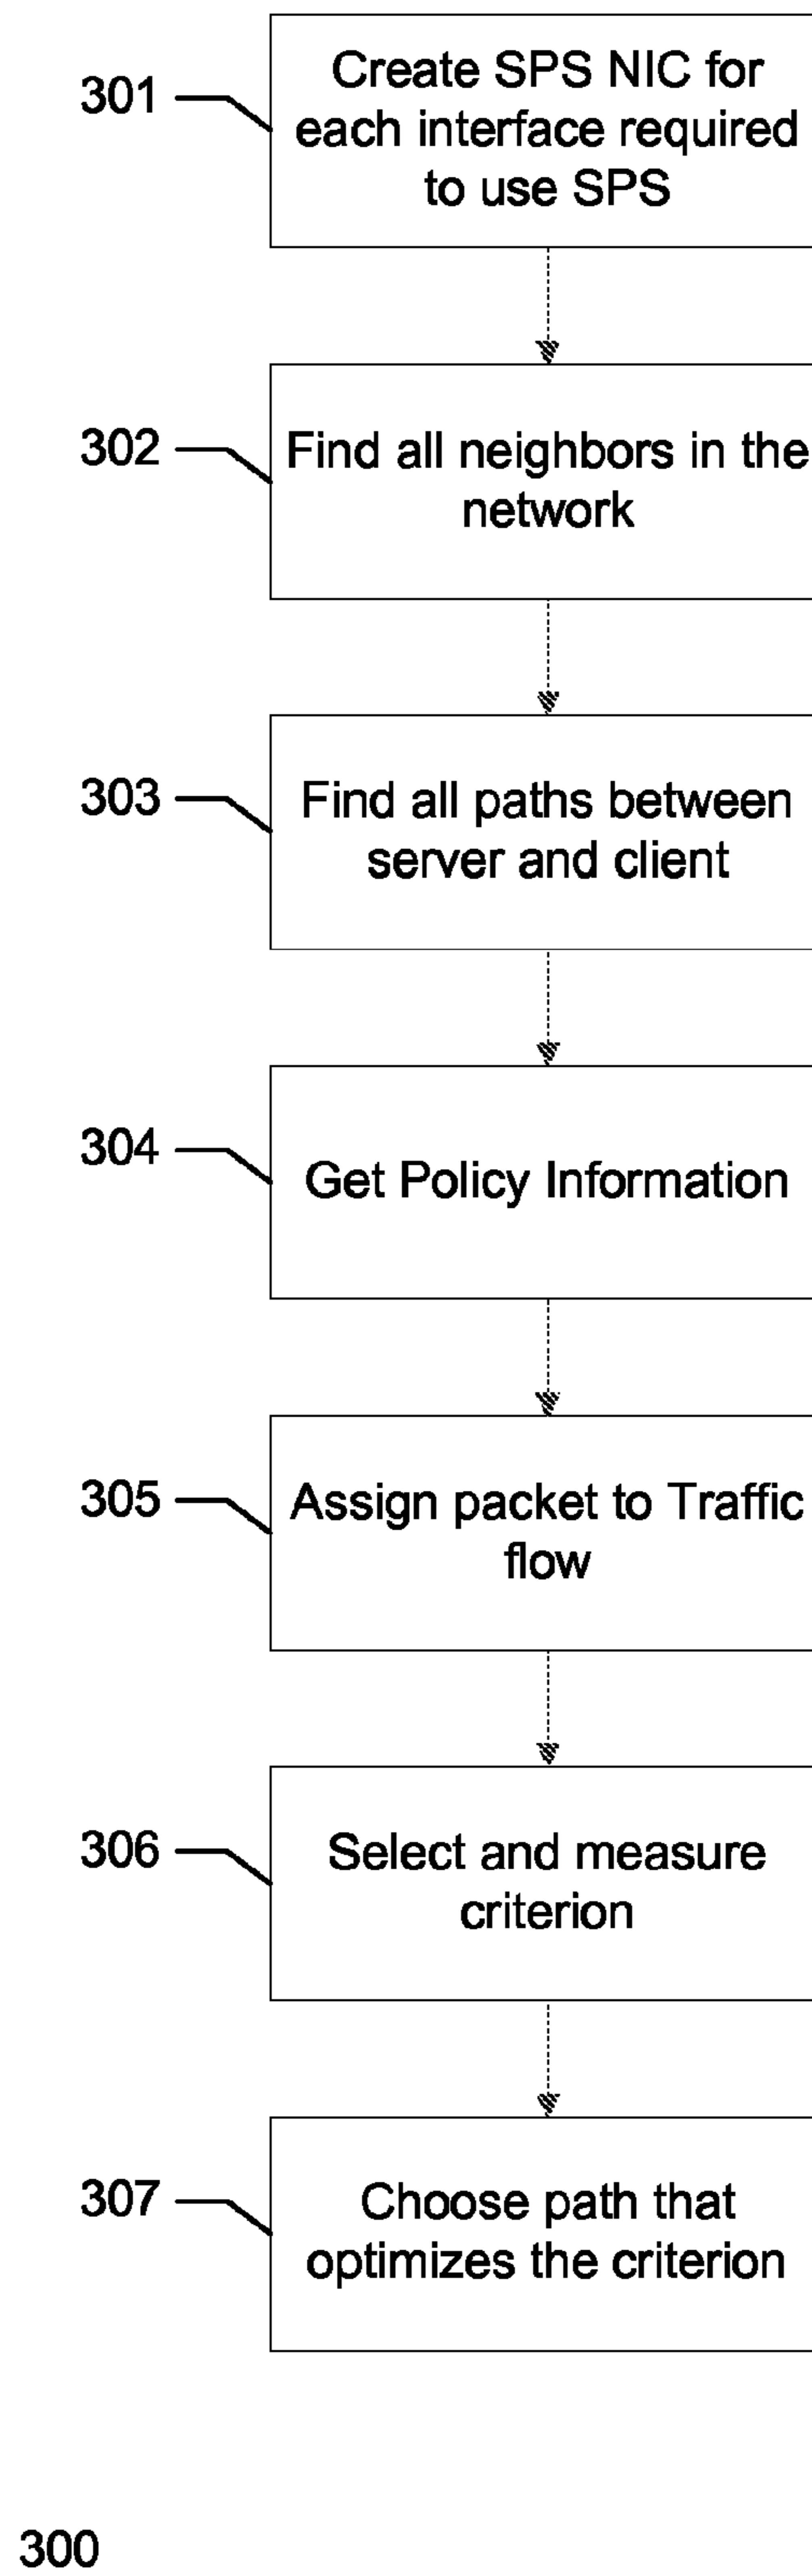 301
Create SPS NIC for
each interface required
to use SPS
302
Find all neighbors in the
network
303
Find all paths between
server and client
304
Get Policy Information
305
Assign packet to Traffic
flow
306
Select and measure
criterion
307
Choose path that
optimizes the criterion
300